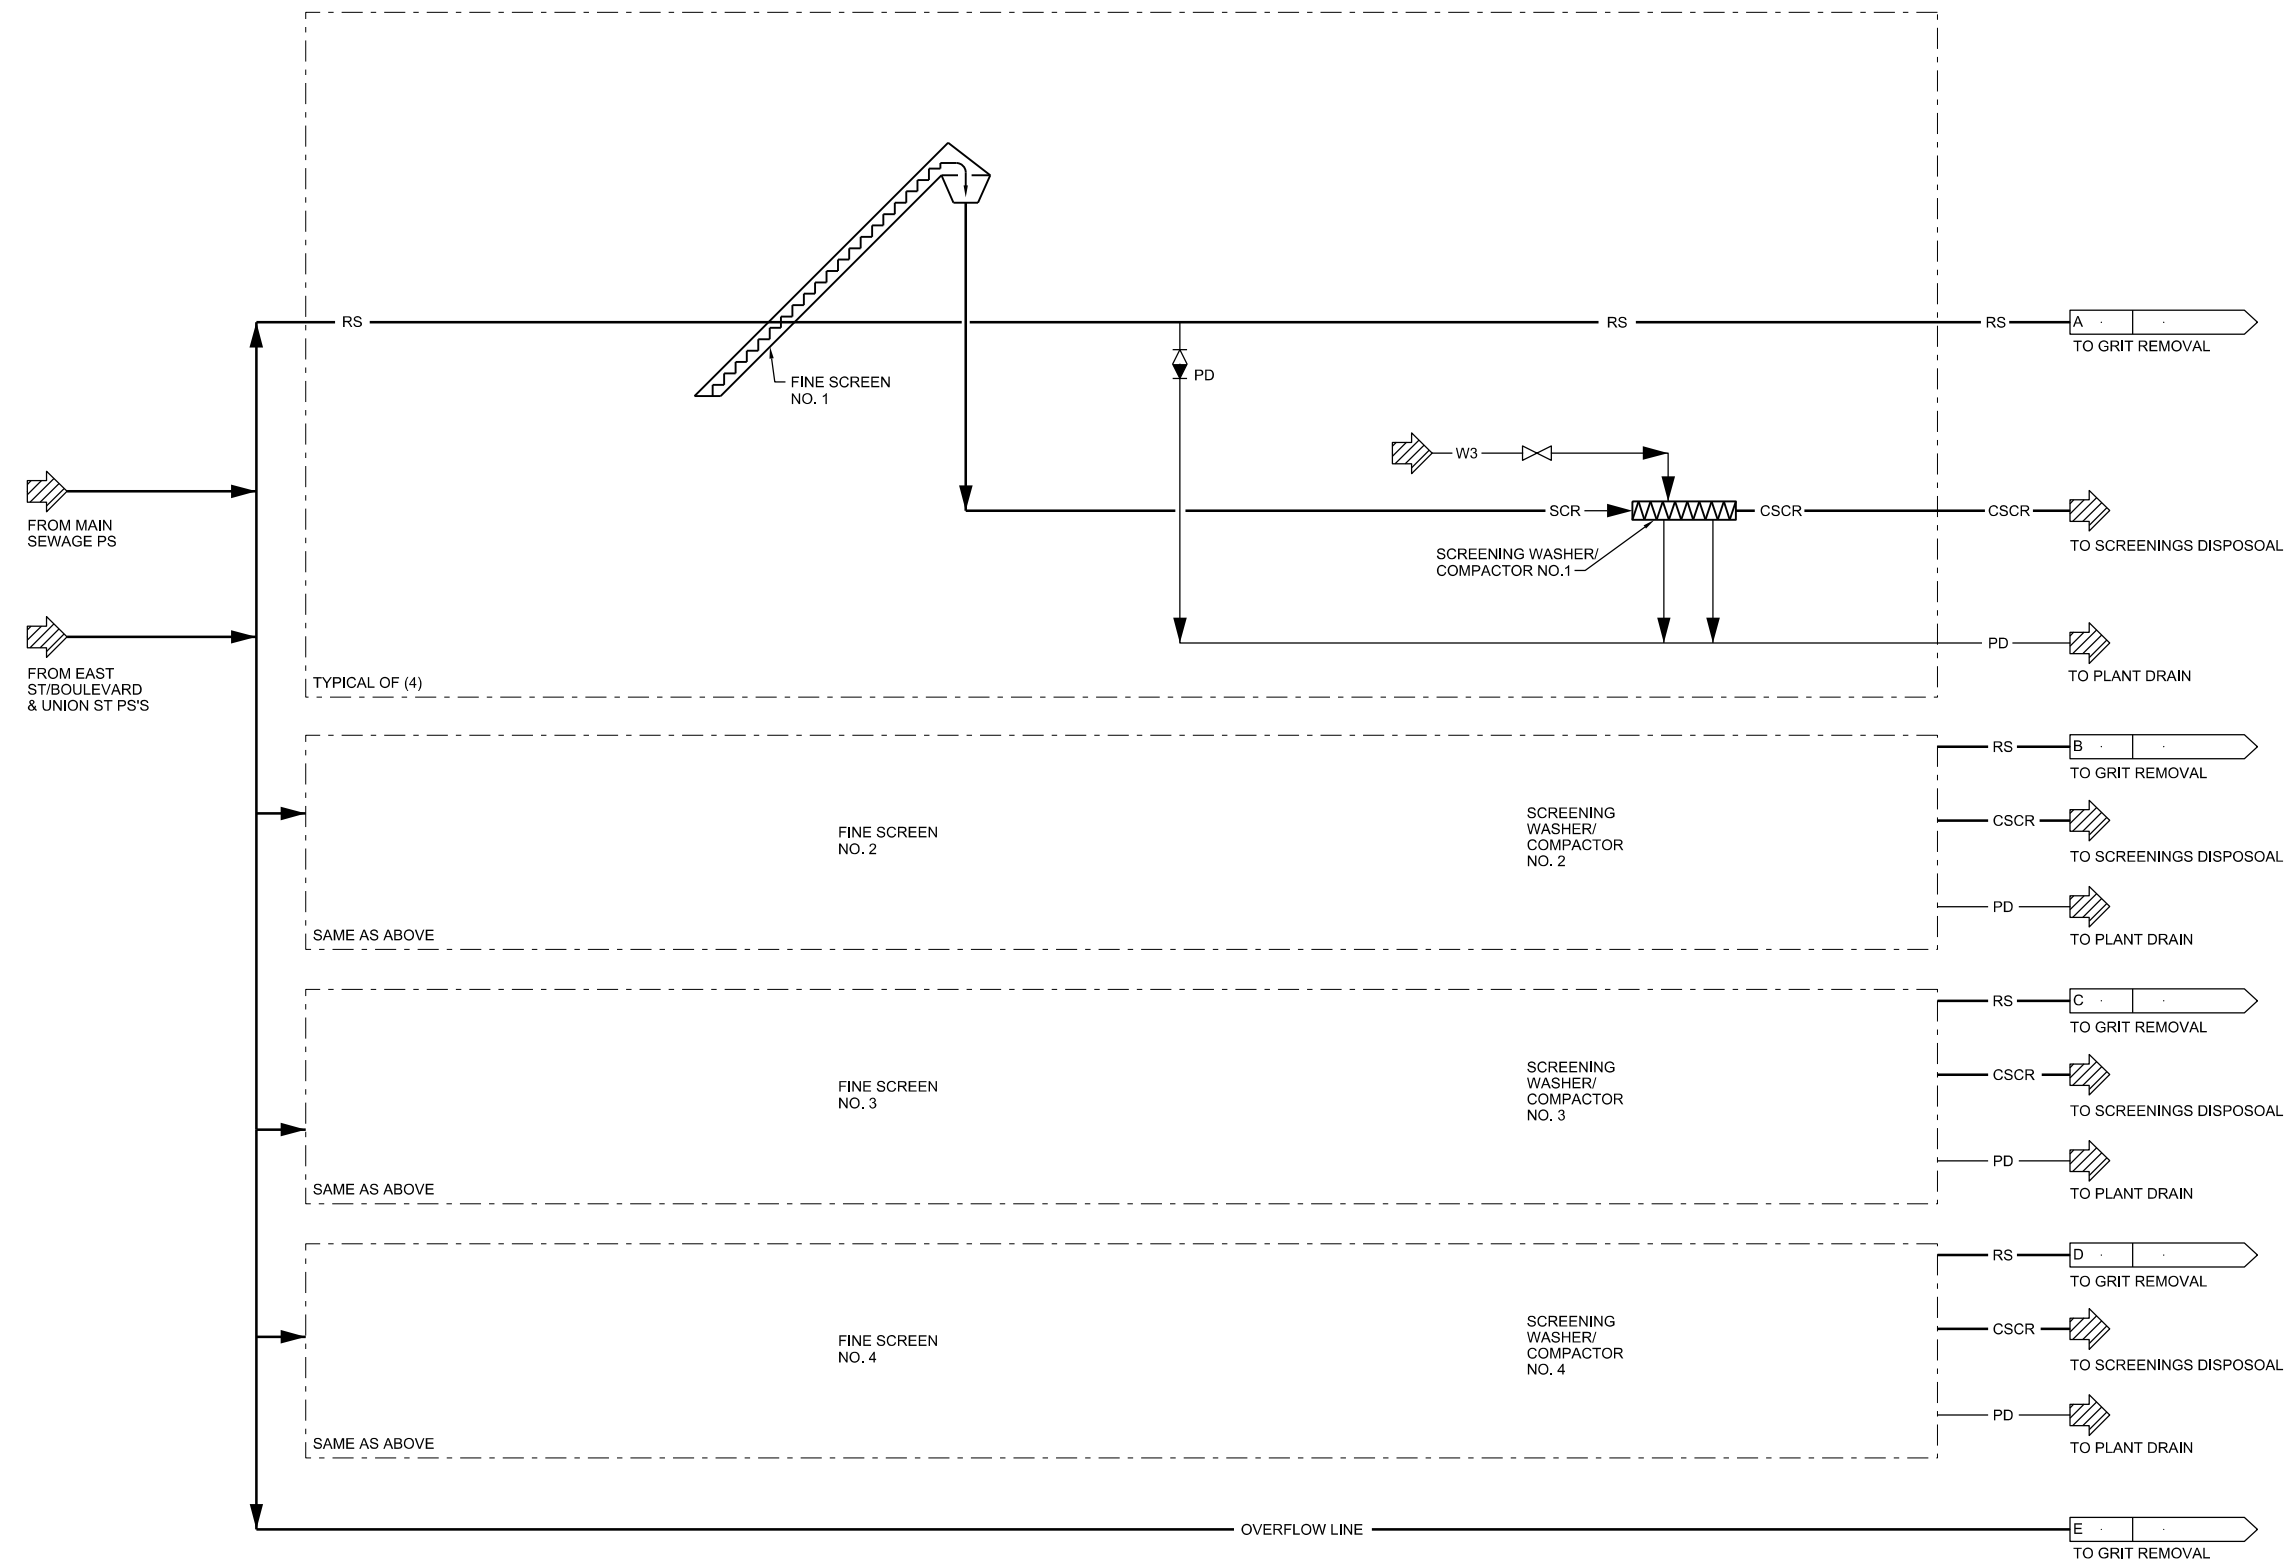 RS
RS
RS
A
TO GRIT REMOVAL
FINE SCREEN
NO. 1
PD
W3
FROM MAIN
SEWAGE PS
SCR
CSCR
CSCR
TO SCREENINGS DISPOSOAL
SCREENING WASHER/
COMPACTOR NO.1
FROM EAST
ST/BOULEVARD
& UNION ST PS'S
PD
TO PLANT DRAIN
TYPICAL OF (4)
RS
B
TO GRIT REMOVAL
FINE SCREEN
NO. 2
SCREENING
WASHER/
COMPACTOR
NO. 2
CSCR
TO SCREENINGS DISPOSOAL
PD
TO PLANT DRAIN
SAME AS ABOVE
RS
C
TO GRIT REMOVAL
FINE SCREEN
NO. 3
SCREENING
WASHER/
COMPACTOR
NO. 3
CSCR
TO SCREENINGS DISPOSOAL
PD
TO PLANT DRAIN
SAME AS ABOVE
RS
D
TO GRIT REMOVAL
FINE SCREEN
NO. 4
SCREENING
WASHER/
COMPACTOR
NO. 4
CSCR
TO SCREENINGS DISPOSOAL
PD
TO PLANT DRAIN
SAME AS ABOVE
OVERFLOW LINE
E
TO GRIT REMOVAL